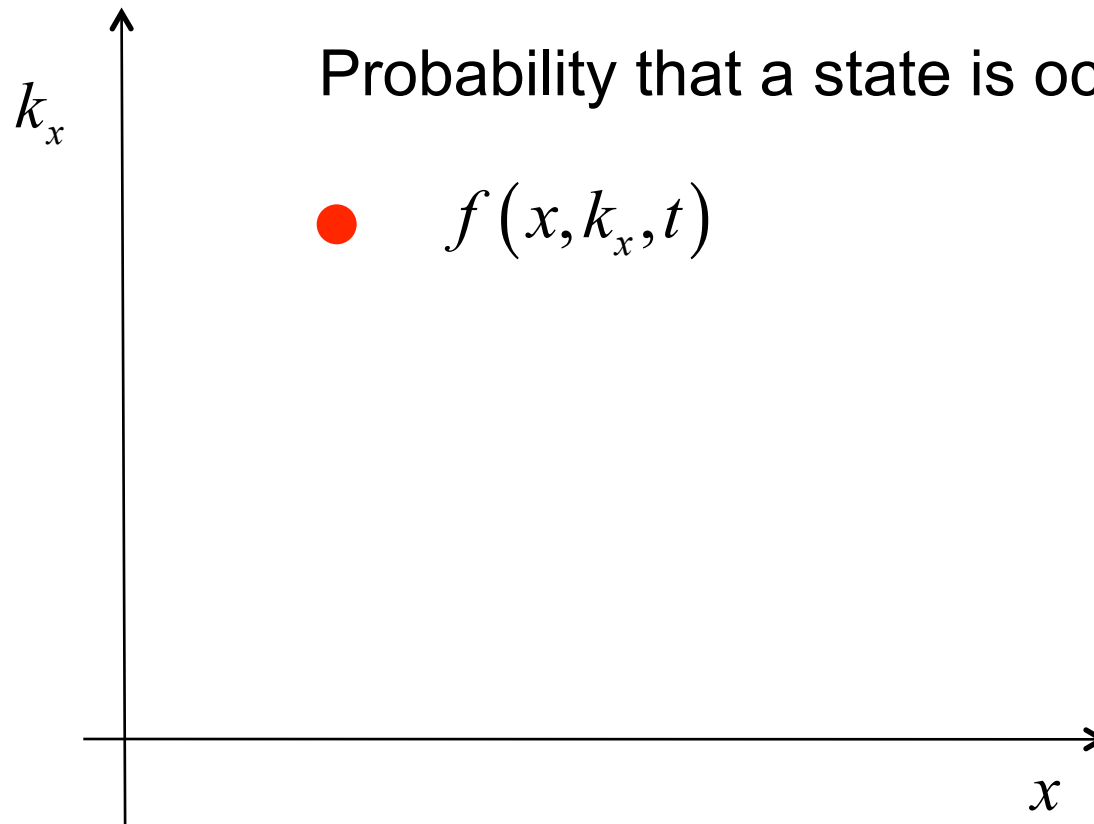 Probability that a state is oc
k_x
f(x, k_x, t)
x